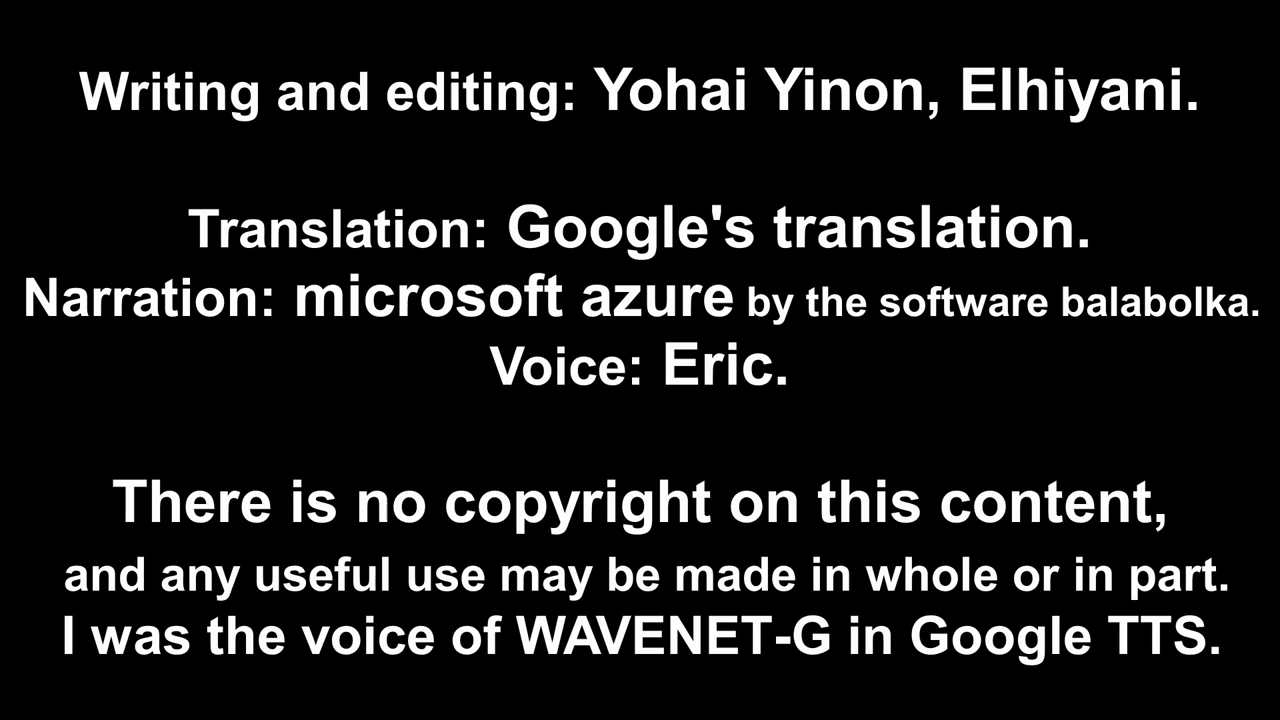 Writing and editing: Yohai Yinon, Elhiyani.
Translation: Google's translation.
Narration: microsoft azure by the software balabolka.
Voice: Eric.
There is no copyright on this content,
and any useful use may be made in whole or in part.
I was the voice of WAVENET-G in Google TTS.